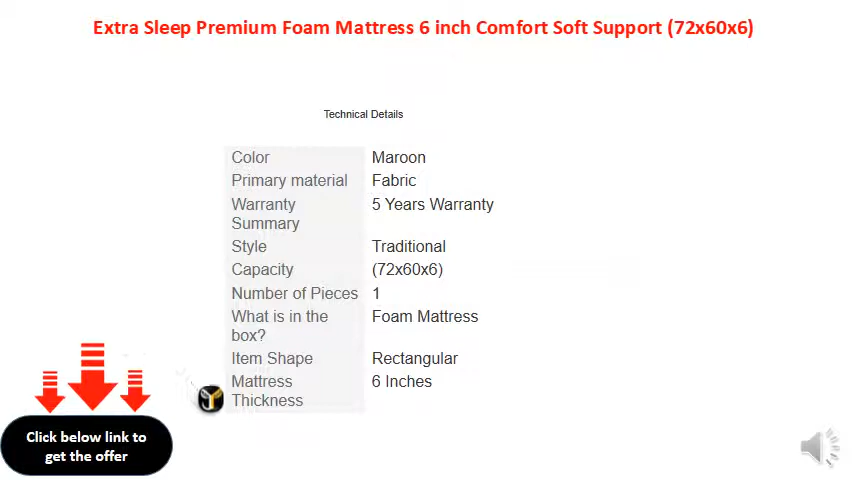 Extra Sleep Premium Foam Mattress 6 inch Comfort Soft Support (72x60x6)
Technical Details
Color Maroon
Primary material Fabric
Warranty 5 Years Warranty
Summary
Style Traditional
Capacity (72x60x6)
Number of Pieces 1
What is in the Foam Mattress
box?
Item Shape Rectangular
Mattress 6 Inches
Thickness
Click below link to
get the offer